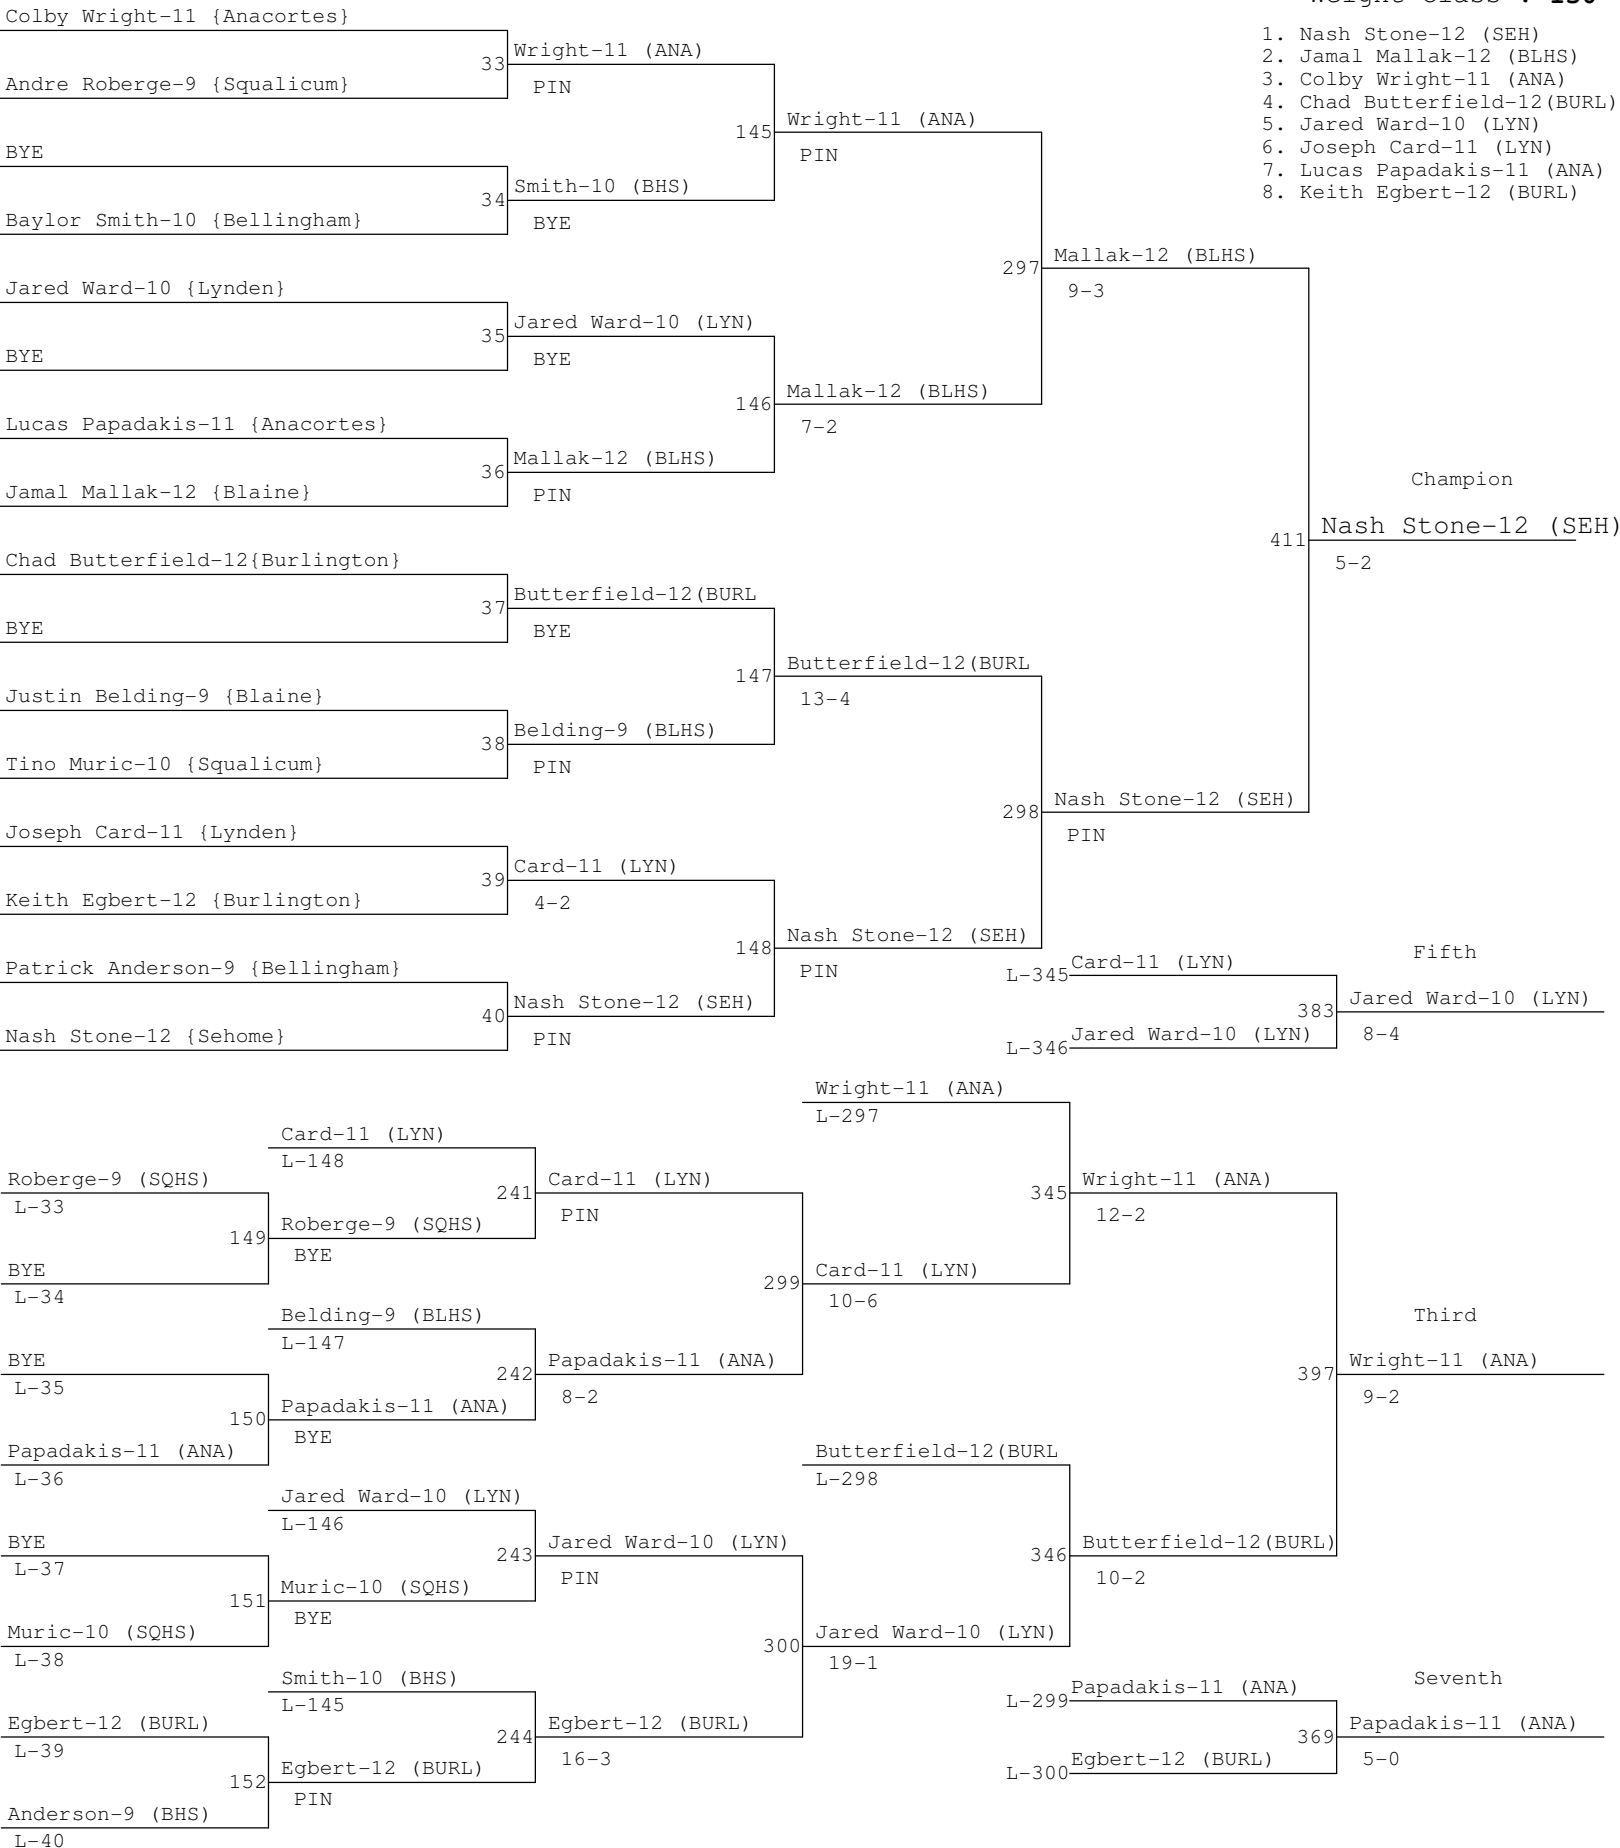 Colby Wright-11 {Anacortes}
33
Wright-11 (ANA)
PIN
Andre Roberge-9 {Squalicum}
145
Wright-11 (ANA)
PIN
BYE
34
Smith-10 (BHS)
BYE
Baylor Smith-10 {Bellingham}
297
Mallak-12 (BLHS)
9-3
Jared Ward-10 {Lynden}
35
Jared Ward-10 (LYN)
BYE
BYE
146
Mallak-12 (BLHS)
7-2
Lucas Papadakis-11 {Anacortes}
36
Mallak-12 (BLHS)
PIN
Jamal Mallak-12 {Blaine}
1. Nash Stone-12 (SEH)
2. Jamal Mallak-12 (BLHS)
3. Colby Wright-11 (ANA)
4. Chad Butterfield-12(BURL)
5. Jared Ward-10 (LYN)
6. Joseph Card-11 (LYN)
7. Lucas Papadakis-11 (ANA)
8. Keith Egbert-12 (BURL)
Champion
411
Nash Stone-12 (SEH)
5-2
Chad Butterfield-12{Burlington}
37
Butterfield-12(BURL
BYE
BYE
147
Butterfield-12(BURL
13-4
Justin Belding-9 {Blaine}
38
Belding-9 (BLHS)
PIN
Tino Muric-10 {Squalicum}
298
Nash Stone-12 (SEH)
PIN
Joseph Card-11 {Lynden}
39
Card-11 (LYN)
4-2
Keith Egbert-12 {Burlington}
148
Nash Stone-12 (SEH)
PIN
Patrick Anderson-9 {Bellingham}
40
Nash Stone-12 (SEH)
PIN
Nash Stone-12 {Sehome}
Fifth
L-345
Card-11 (LYN)
383
Jared Ward-10 (LYN)
8-4
L-346
Jared Ward-10 (LYN)
Wright-11 (ANA)
L-297
Card-11 (LYN)
L-148
Roberge-9 (SQHS)
L-33
241
Card-11 (LYN)
PIN
345
Wright-11 (ANA)
12-2
149
Roberge-9 (SQHS)
BYE
BYE
L-34
299
Card-11 (LYN)
10-6
Belding-9 (BLHS)
L-147
Third
BYE
L-35
242
Papadakis-11 (ANA)
8-2
397
Wright-11 (ANA)
9-2
150
Papadakis-11 (ANA)
BYE
Papadakis-11 (ANA)
L-36
Butterfield-12(BURL
L-298
Jared Ward-10 (LYN)
L-146
BYE
L-37
243
Jared Ward-10 (LYN)
PIN
346
Butterfield-12(BURL)
10-2
151
Muric-10 (SQHS)
BYE
Muric-10 (SQHS)
L-38
300
Jared Ward-10 (LYN)
19-1
Smith-10 (BHS)
L-145
Seventh
L-299
Papadakis-11 (ANA)
Egbert-12 (BURL)
L-39
244
Egbert-12 (BURL)
16-3
369
Papadakis-11 (ANA)
5-0
152
Egbert-12 (BURL)
PIN
L-300
Egbert-12 (BURL)
Anderson-9 (BHS)
L-40